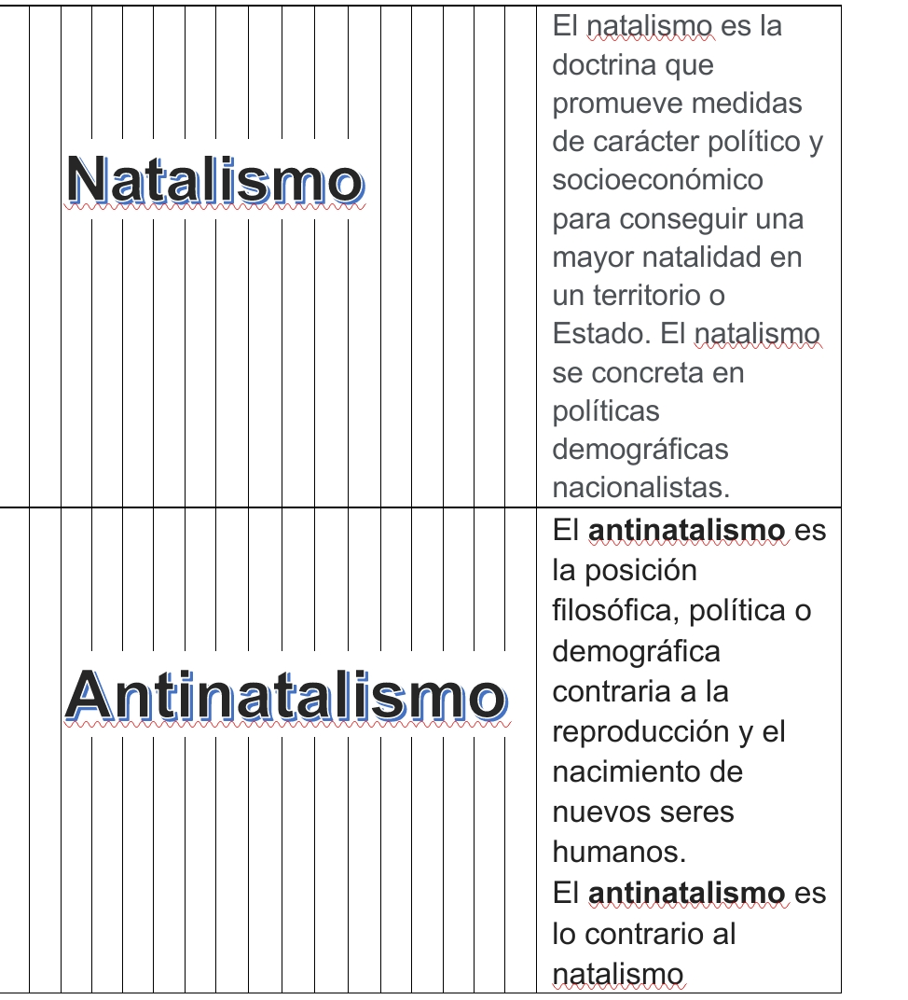 Natalismo
El natalismo es la
doctrina que
promueve medidas
de carácter político y
socioeconómico
para conseguir una
mayor natalidad en
un territorio o
Estado. El natalismo
se concreta en
políticas
demográficas
nacionalistas.
Antinatalismo
El antinatalismo es
la posición
filosófica, política o
demográfica
contraria a la
reproducción y el
nacimiento de
nuevos seres
humanos.
El antinatalismo es
lo contrario al
natalismo